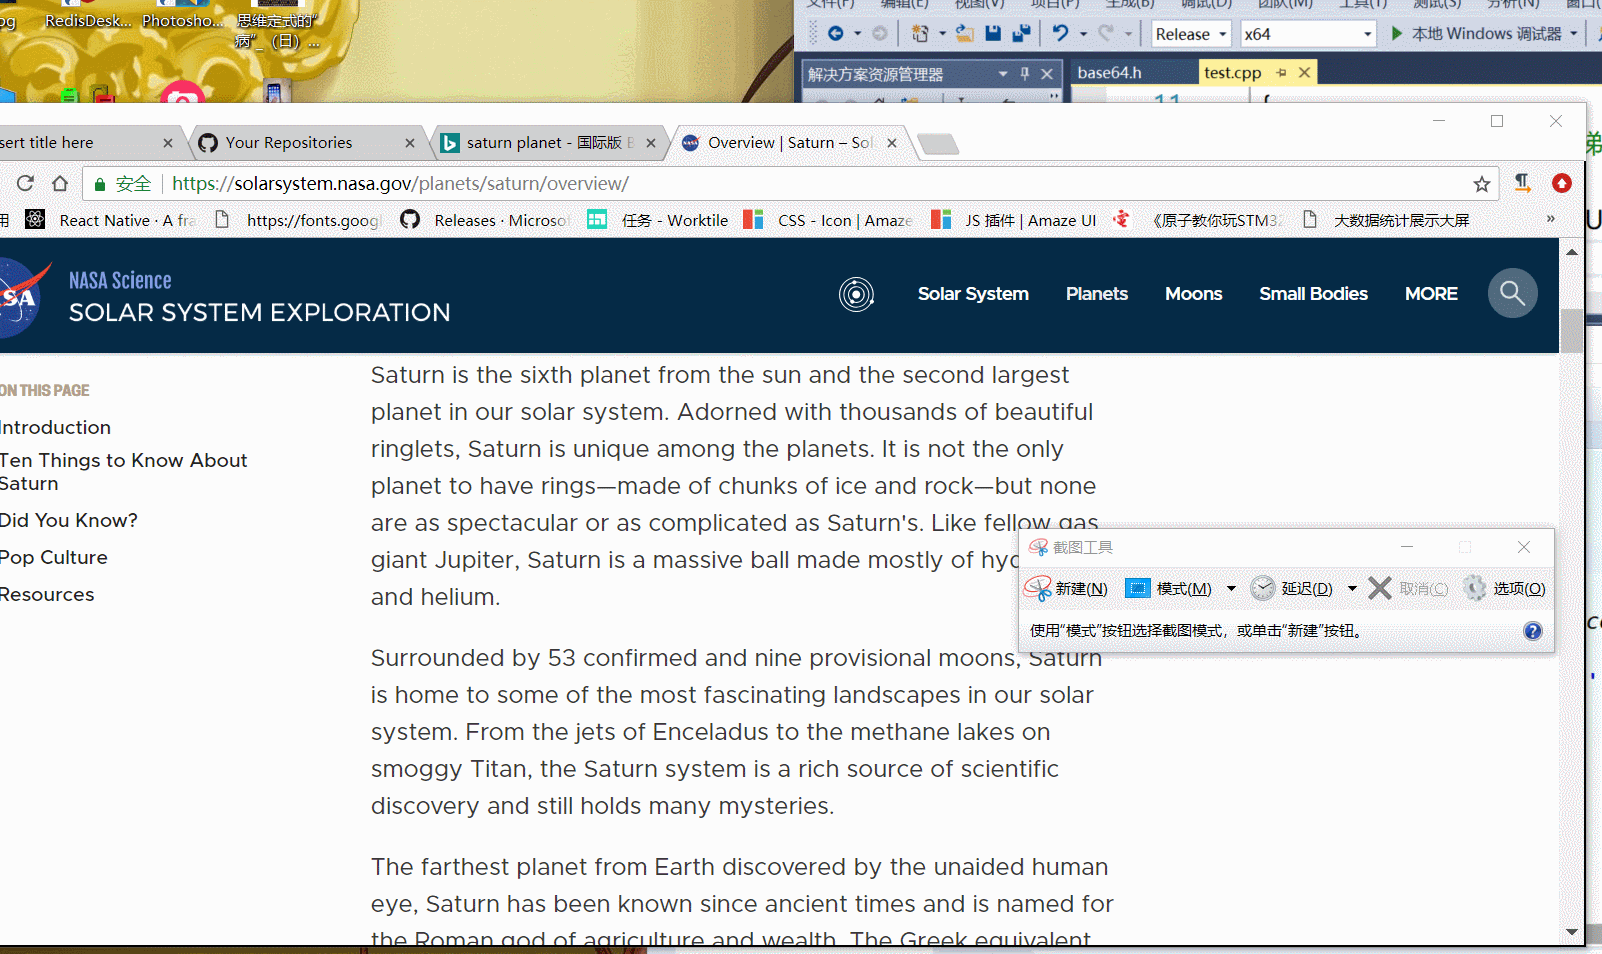 RedisDesk...
Photosho...
思维定式的“
病”_（日）...
文件(F) 编辑(E) 视图(V) 项目(P) 生成(B) 调试(D) 团队(M) 工具(T) 测试(S) 分析(N)
Release x64 本地 Windows 调试器
解决方案资源管理器
base64.h test.cpp
11 {
sert title here
Your Repositories
saturn planet - 国际版 B
Overview | Saturn – Sol
安全 https://solarsystem.nasa.gov/planets/saturn/overview/
用 React Native · A fra https://fonts.googl Releases · Microso 任务 - Worktile CSS - Icon | Amaze JS 插件 | Amaze UI 《原子教你玩STM32 大数据统计展示大屏 »
NASA Science
SOLAR SYSTEM EXPLORATION
Solar System Planets Moons Small Bodies MORE
ON THIS PAGE
Introduction
Ten Things to Know About
Saturn
Did You Know?
Pop Culture
Resources
Saturn is the sixth planet from the sun and the second largest
planet in our solar system. Adorned with thousands of beautiful
ringlets, Saturn is unique among the planets. It is not the only
planet to have rings—made of chunks of ice and rock—but none
are as spectacular or as complicated as Saturn's. Like fellow gas
giant Jupiter, Saturn is a massive ball made mostly of hyd
and helium.
Surrounded by 53 confirmed and nine provisional moons, Saturn
is home to some of the most fascinating landscapes in our solar
system. From the jets of Enceladus to the methane lakes on
smoggy Titan, the Saturn system is a rich source of scientific
discovery and still holds many mysteries.
The farthest planet from Earth discovered by the unaided human
eye, Saturn has been known since ancient times and is named for
the Roman god of agriculture and wealth. The Greek equivalent
截图工具
新建(N) 模式(M) 延迟(D) 取消(C) 选项(O)
使用“模式”按钮选择截图模式，或单击“新建”按钮。